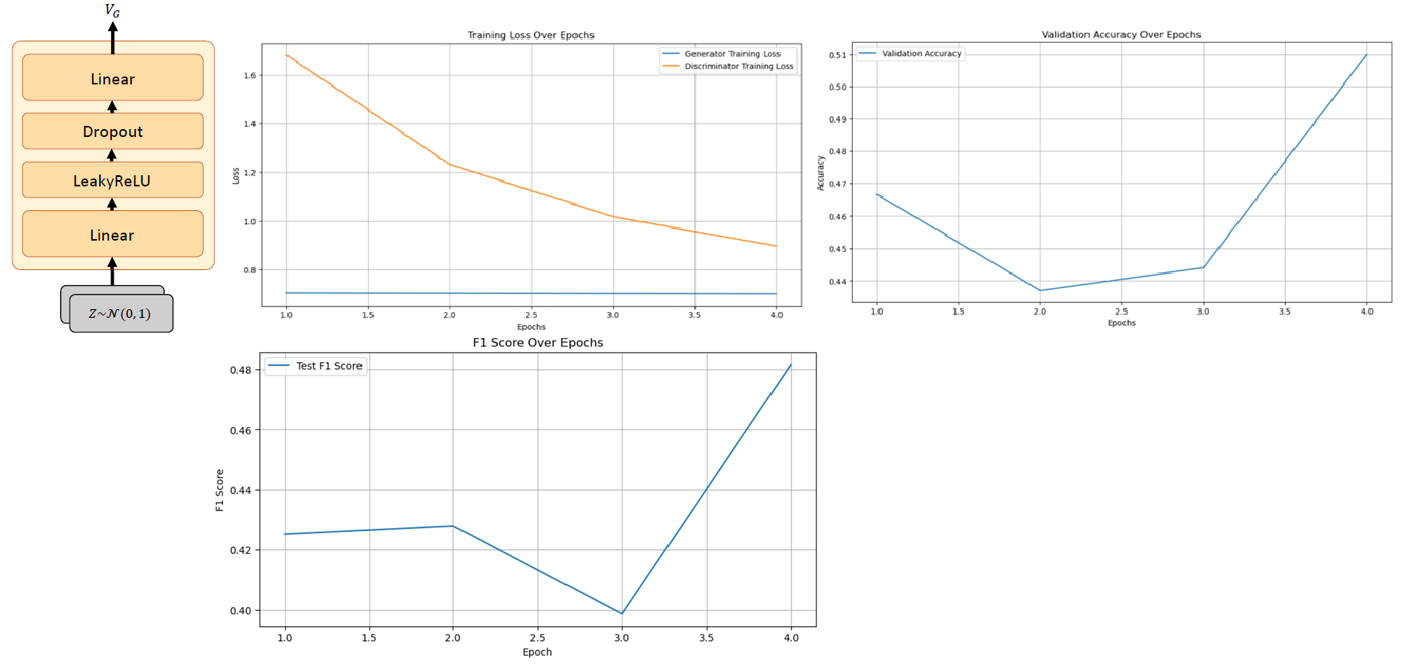 V_G
Linear
Dropout
LeakyReLU
Linear
Z~𝒩(0,1)
Training Loss Over Epochs
Generator Training Loss
Discriminator Training Loss
Loss
1.6
1.4
1.2
1.0
0.8
1.0 1.5 2.0 2.5 3.0 3.5 4.0
Epochs
Validation Accuracy Over Epochs
Validation Accuracy
Accuracy
0.51
0.50
0.49
0.48
0.47
0.46
0.45
0.44
1.0 1.5 2.0 2.5 3.0 3.5 4.0
Epochs
F1 Score Over Epochs
Test F1 Score
F1 Score
0.48
0.46
0.44
0.42
0.40
1.0 1.5 2.0 2.5 3.0 3.5 4.0
Epoch